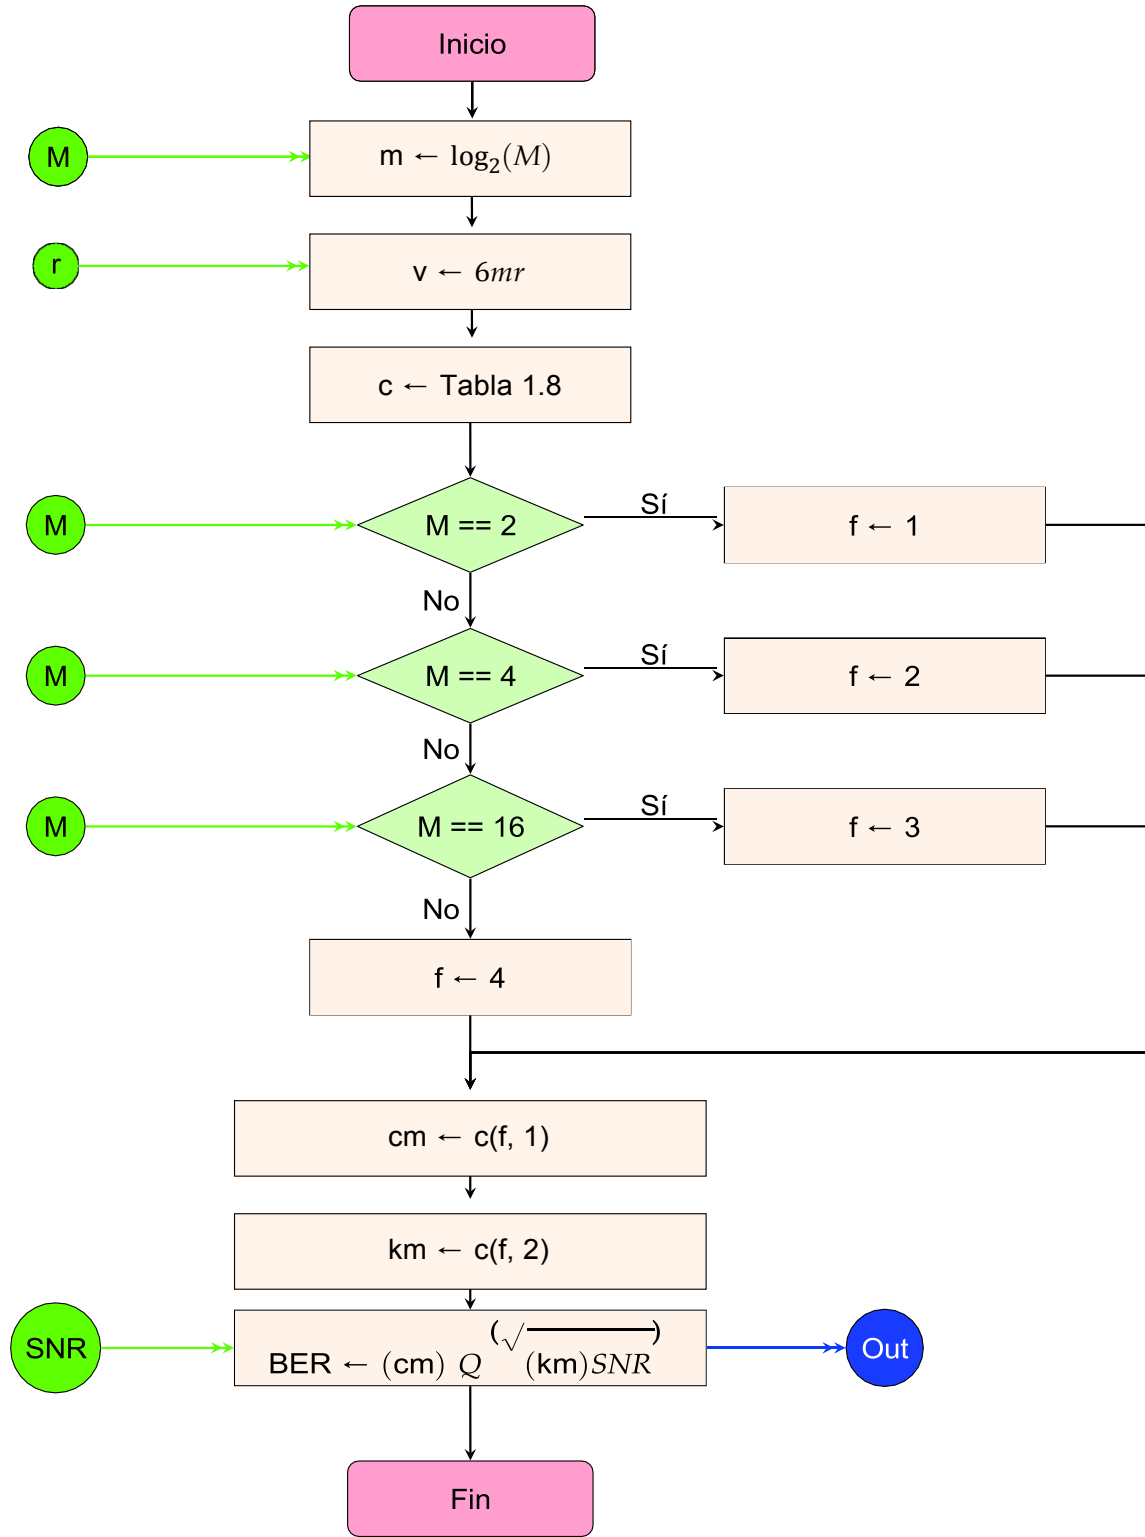 Inicio
M
m ← log₂(M)
r
v ← 6mr
c ← Tabla 1.8
M
M == 2
Sí
f ← 1
No
M
M == 4
Sí
f ← 2
No
M
M == 16
Sí
f ← 3
No
f ← 4
cm ← c(f, 1)
km ← c(f, 2)
SNR
BER ← (cm) Q (√(km)SNR)
Out
Fin